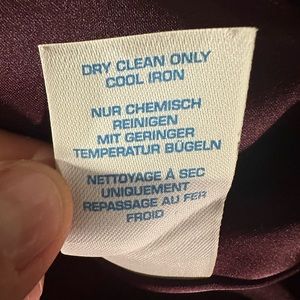 DRY CLEAN ONLY
COOL IRON
NUR CHEMISCH
REINIGEN
MIT GERINGER
TEMPERATUR BÜGELN
NETTOYAGE À SEC
UNIQUEMENT
REPASSAGE AU FER
FROID